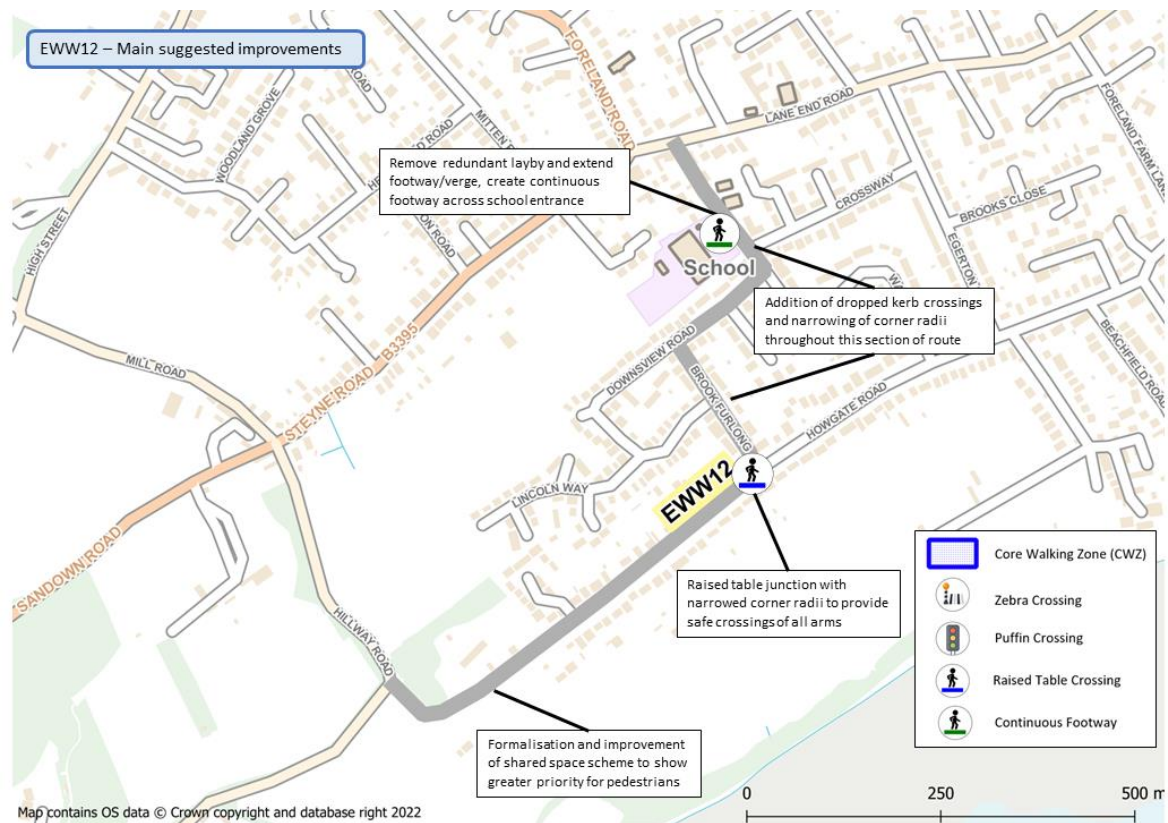 EWW12 – Main suggested improvements
FORELAND ROAD
LANE END ROAD
ROAD
WOODLAND GROVE
MITTEN
Remove redundant layby and extend
footway/verge, create continuous
footway across school entrance
CROSSWAY
BROOKS CLOSE
FORELAND FARM LANE
HIGH STREET
ON ROAD
School
EGERTON
WA
Addition of dropped kerb crossings
and narrowing of corner radii
throughout this section of route
BEACHFIELD ROAD
MILL ROAD
STEYNE ROAD - B3395
DOWNSVIEW ROAD
BROOK FURLONG
HOWGATE ROAD
LINCOLN WAY
EWW12
SANDOWN ROAD
HILLWAY ROAD
Raised table junction with
narrowed corner radii to provide
safe crossings of all arms
Core Walking Zone (CWZ)
Zebra Crossing
Puffin Crossing
Raised Table Crossing
Continuous Footway
Formalisation and improvement
of shared space scheme to show
greater priority for pedestrians
Map contains OS data © Crown copyright and database right 2022
0
250
500 m